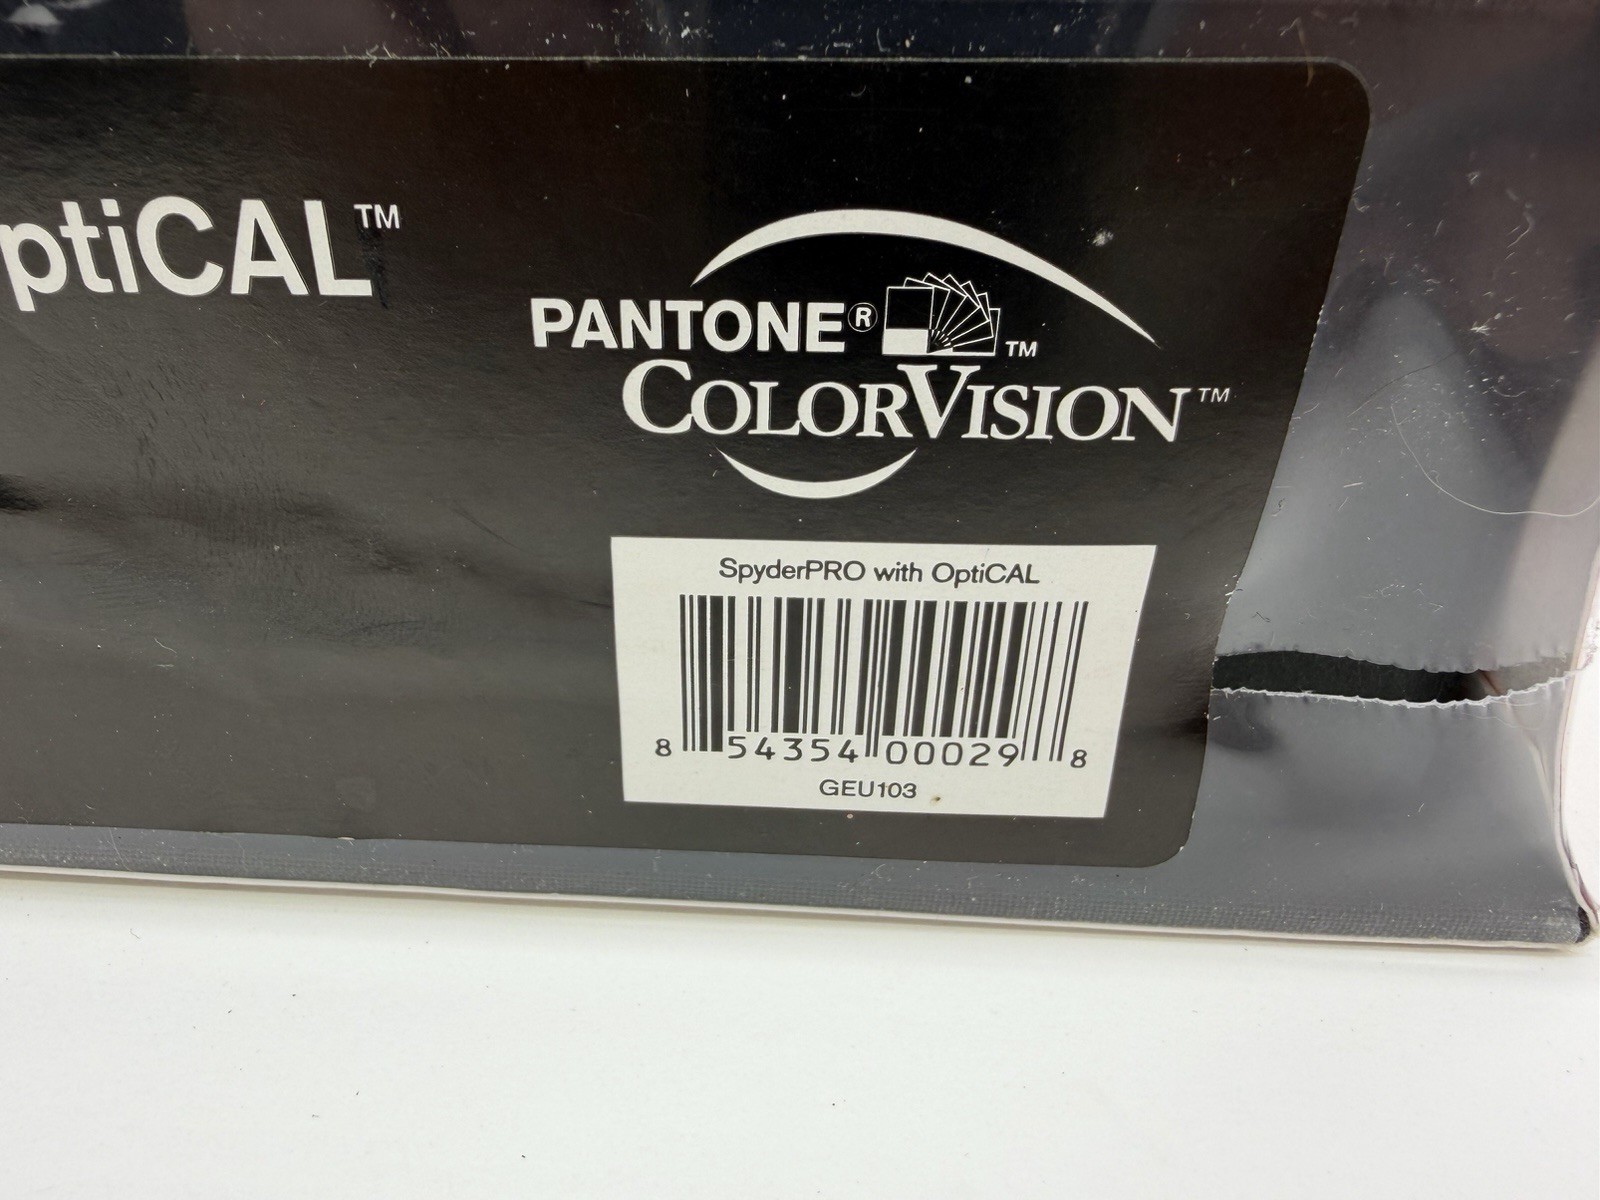 ptiCAL™
PANTONE®™
COLORVISION™
SpyderPRO with OptiCAL
8 54354 00029 8
GEU103